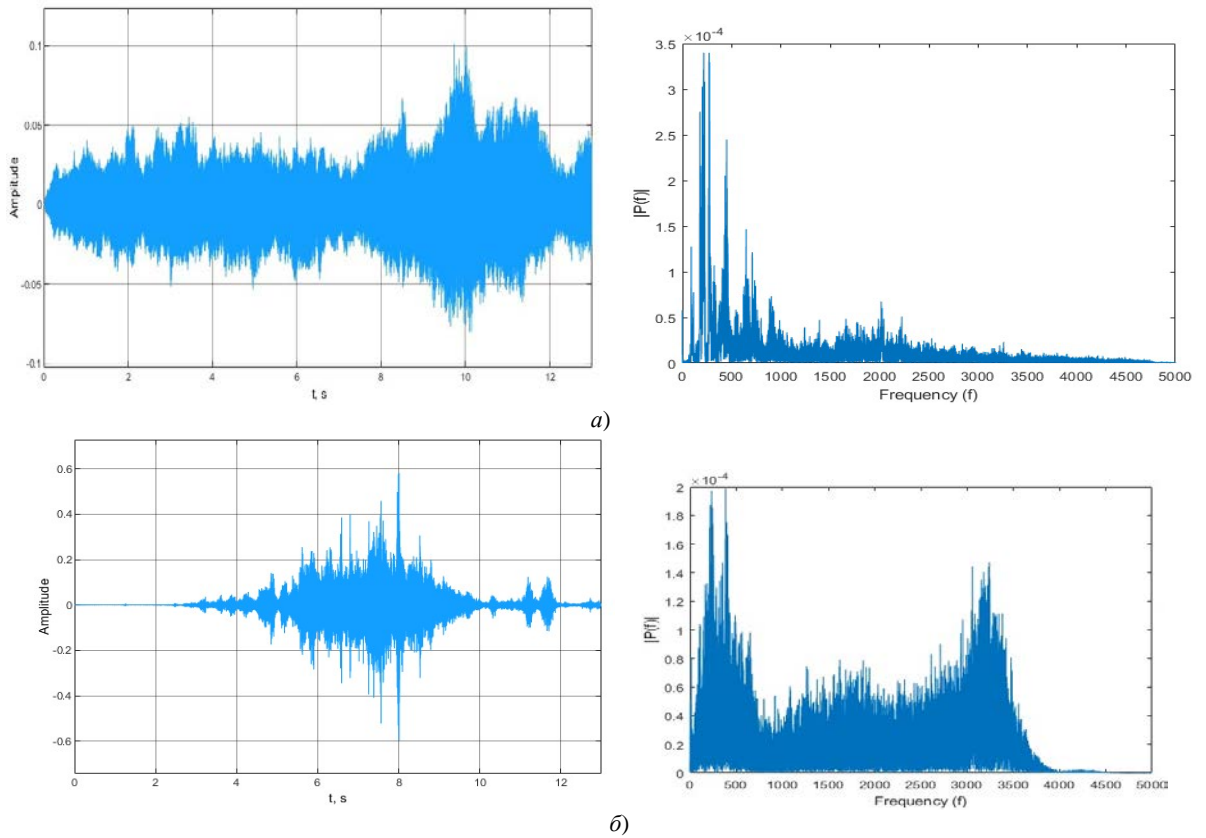 0.1
0.05
0
-0.05
-0.1
Amplitude
0 2 4 6 8 10 12
t, s
× 10⁻⁴
3.5
3
2.5
2
1.5
1
0.5
0
|P(f)|
0 500 1000 1500 2000 2500 3000 3500 4000 4500 5000
Frequency (f)
а)
0.6
0.4
0.2
0
-0.2
-0.4
-0.6
Amplitude
0 2 4 6 8 10 12
t, s
× 10⁻⁴
2
1.8
1.6
1.4
1.2
1
0.8
0.6
0.4
0.2
0
|P(f)|
0 500 1000 1500 2000 2500 3000 3500 4000 4500 5000
Frequency (f)
б)